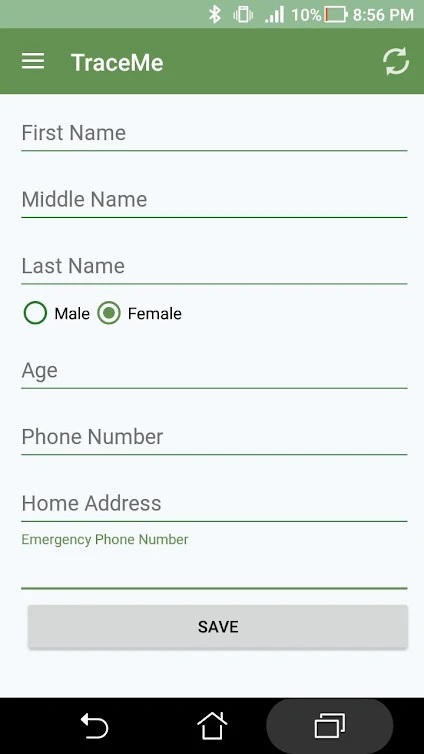 10% 8:56 PM
TraceMe
First Name
Middle Name
Last Name
Male Female
Age
Phone Number
Home Address
Emergency Phone Number
SAVE